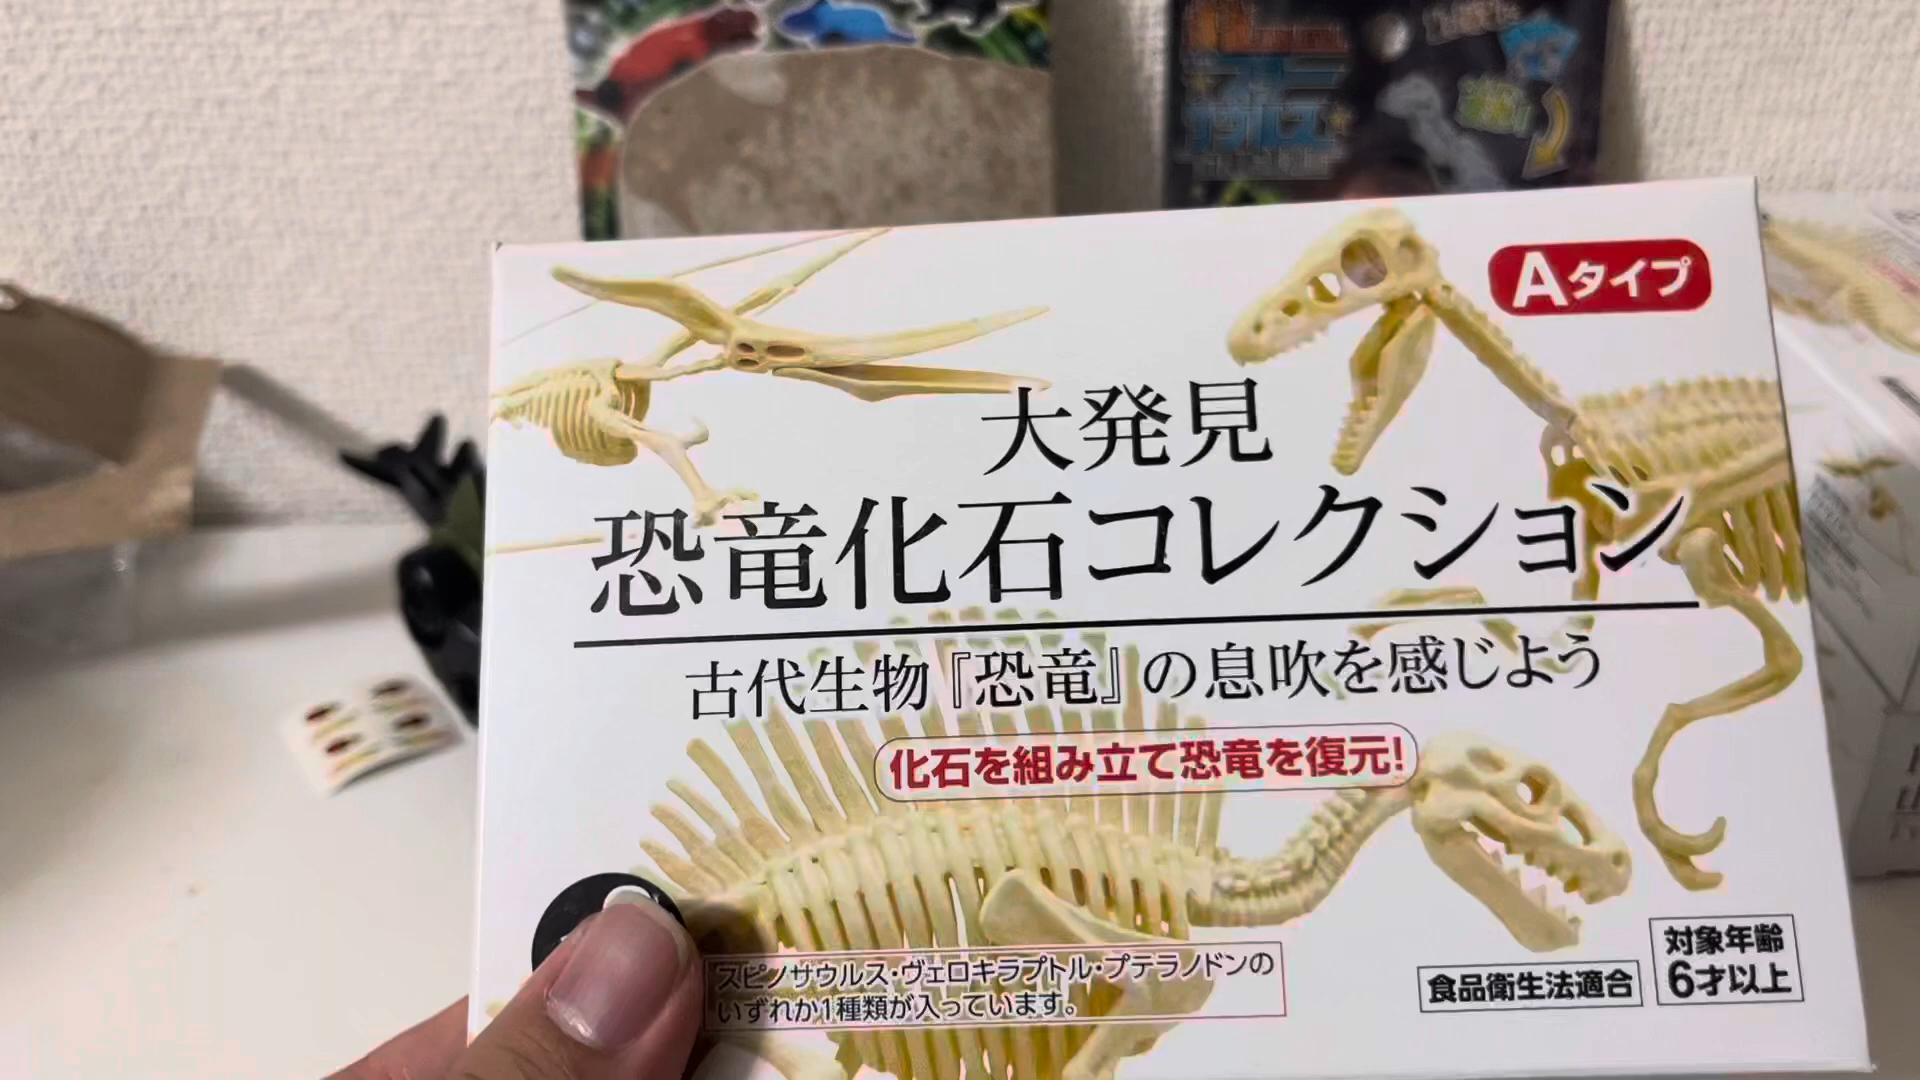 Aタイプ
大発見
恐竜化石コレクション
古代生物『恐竜』の息吹を感じよう
化石を組み立て恐竜を復元!
スピノサウルス・ヴェロキラプトル・プテラノドンの
いずれか1種類が入っています。
食品衛生法適合
対象年齢
6才以上